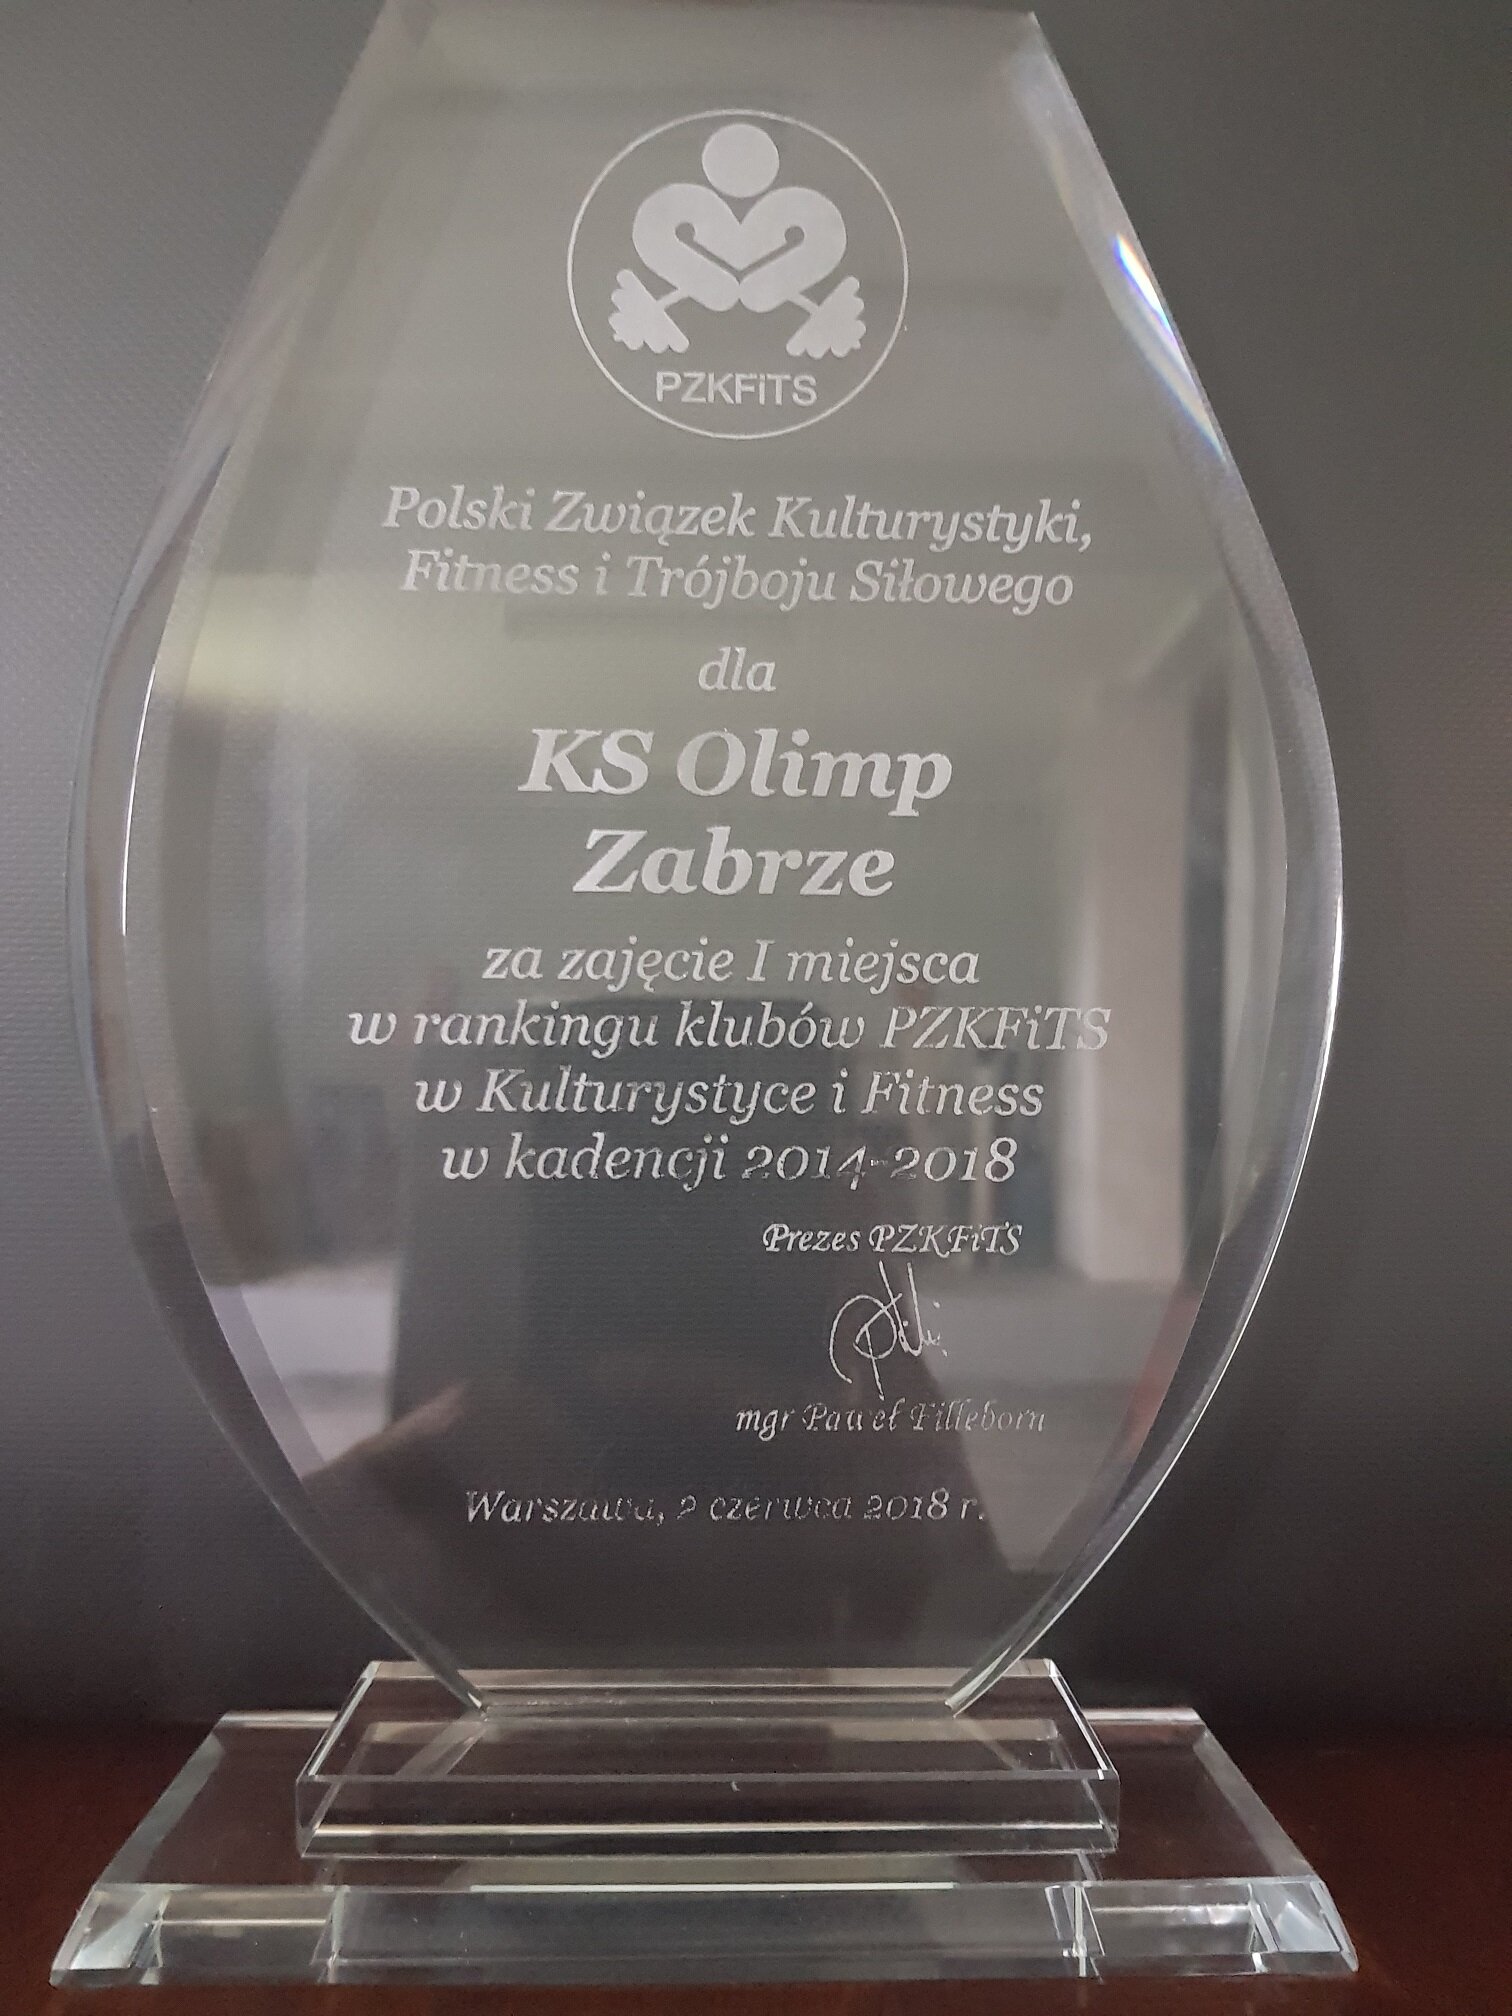 PZKFiTS
Polski Związek Kulturystyki,
Fitness i Trójboju Siłowego
dla
KS Olimp
Zabrze
za zajęcie I miejsca
w rankingu klubów PZKFiTS
w Kulturystyce i Fitness
w kadencji 2014-2018
Prezes PZKFiTS
mgr Paweł Filleborn
Warszawa, 2 czerwca 2018 r.